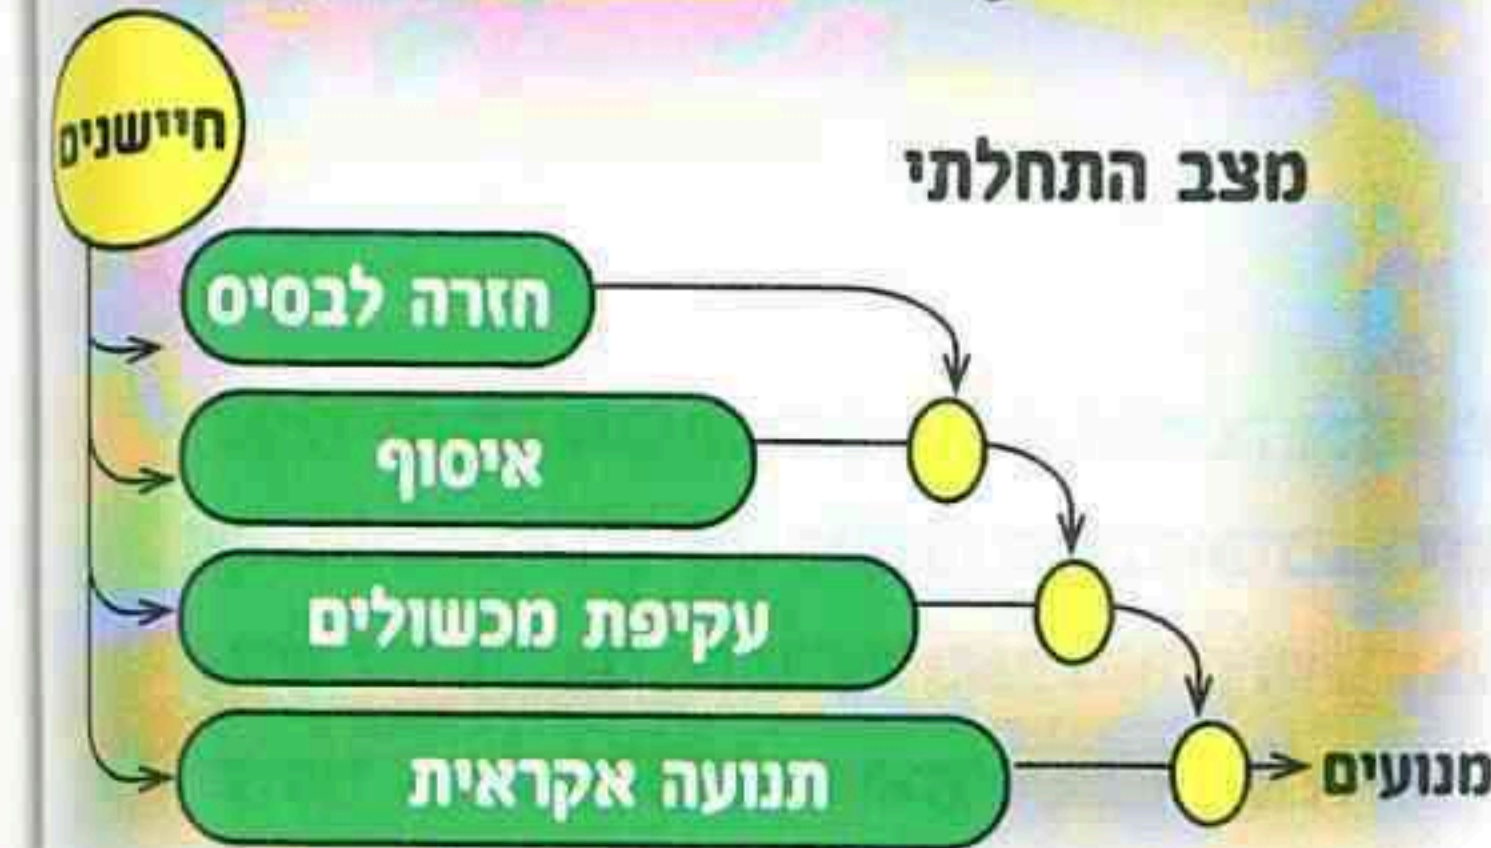 חיישנים
מצב התחלתי
חזרה לבסיס
איסוף
עקיפת מכשולים
תנועה אקראית
מנועים